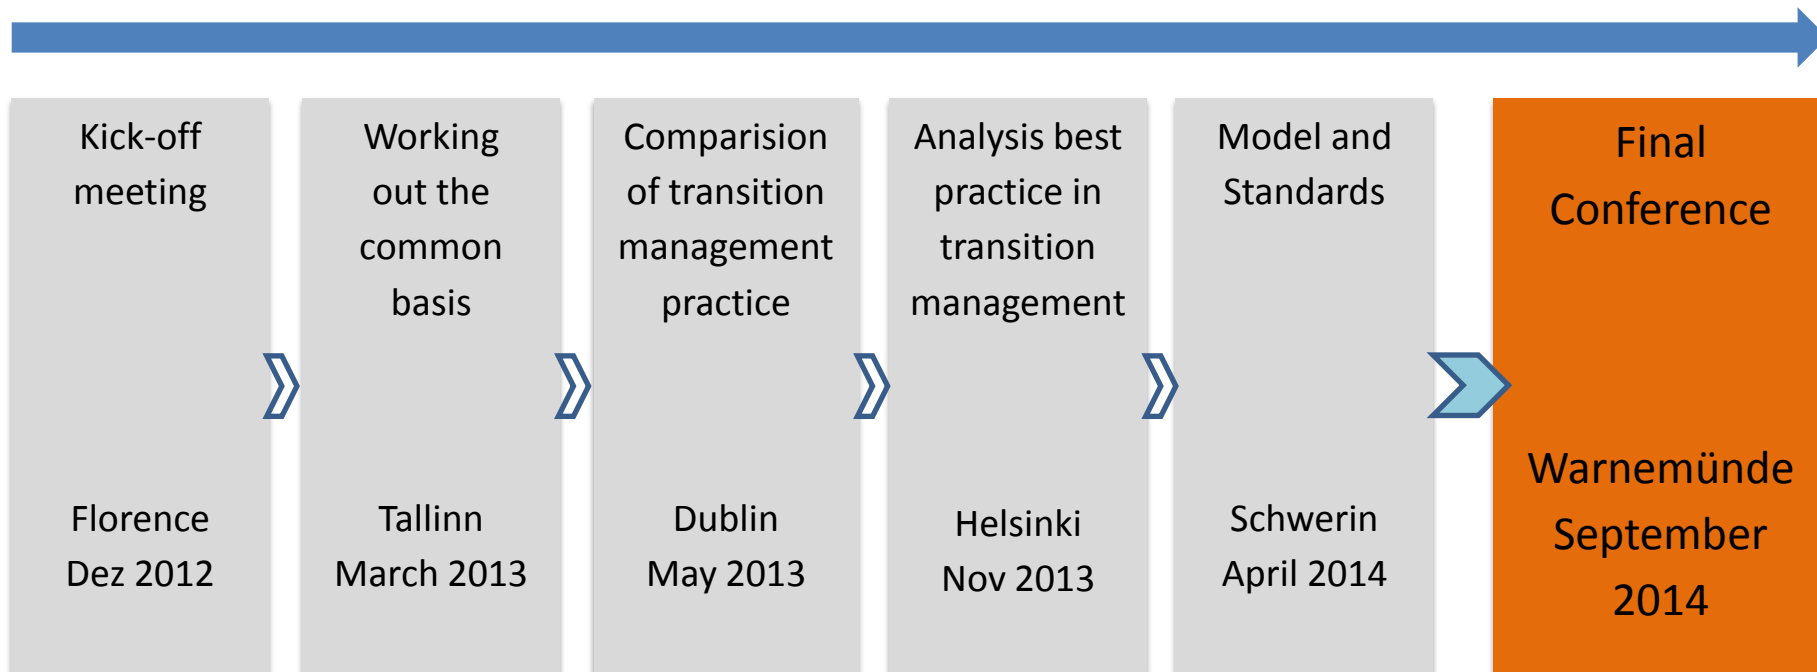 Kick-off
meeting
Florence
Dez 2012
Working
out the
common
basis
Tallinn
March 2013
Comparision
of transition
management
practice
Dublin
May 2013
Analysis best
practice in
transition
management
Helsinki
Nov 2013
Model and
Standards
Schwerin
April 2014
Final
Conference
Warnemünde
September
2014